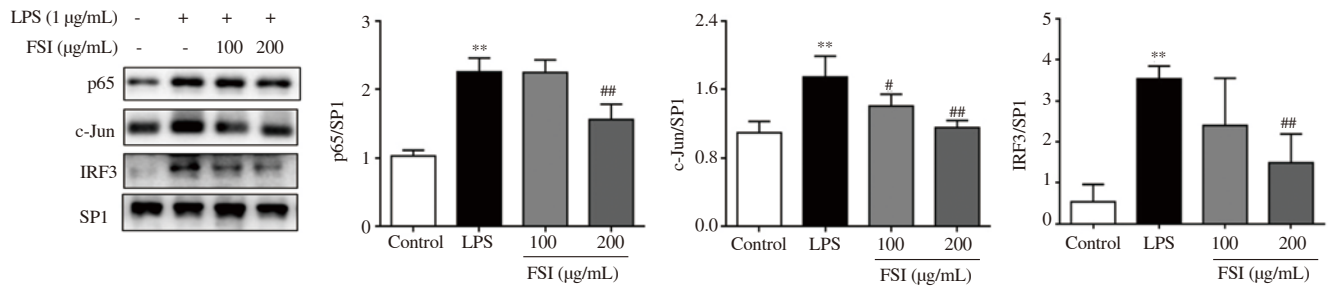 LPS (1 μg/mL) - + + +
FSI (μg/mL) - - 100 200
p65
c-Jun
IRF3
SP1
p65/SP1
3
2
1
0
**
##
Control LPS 100 200
FSI (μg/mL)
c-Jun/SP1
2.4
1.6
0.8
0.0
**
#
##
Control LPS 100 200
FSI (μg/mL)
IRF3/SP1
5
4
3
2
1
0
**
##
Control LPS 100 200
FSI (μg/mL)